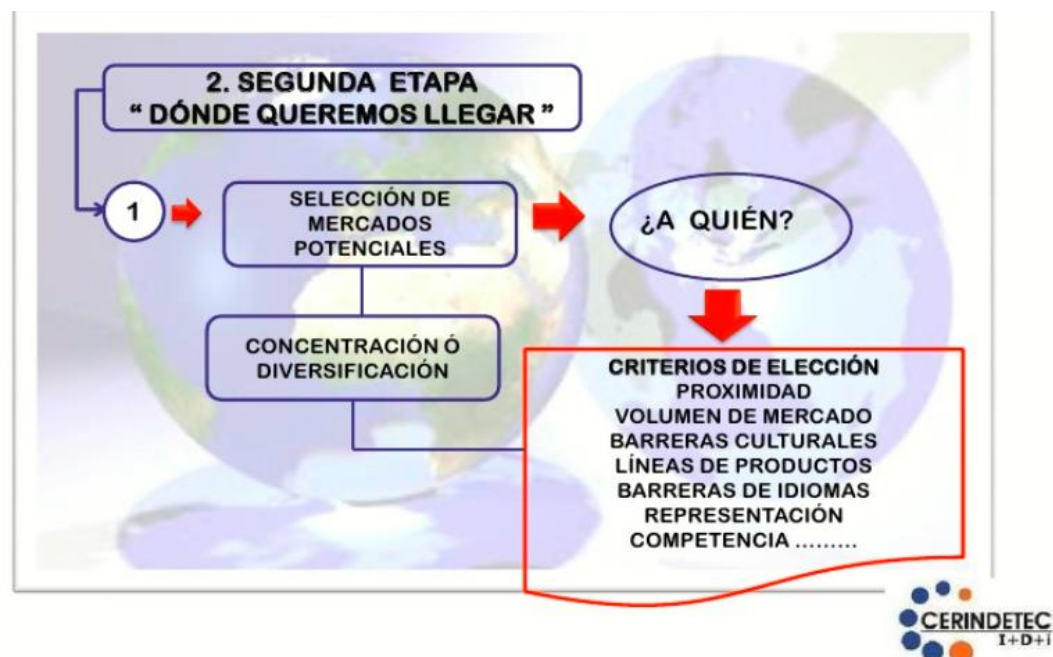 2. SEGUNDA ETAPA
“ DÓNDE QUEREMOS LLEGAR ”
1
SELECCIÓN DE
MERCADOS
POTENCIALES
¿A QUIÉN?
CONCENTRACIÓN Ó
DIVERSIFICACIÓN
CRITERIOS DE ELECCIÓN
PROXIMIDAD
VOLUMEN DE MERCADO
BARRERAS CULTURALES
LÍNEAS DE PRODUCTOS
BARRERAS DE IDIOMAS
REPRESENTACIÓN
COMPETENCIA .........
CERINDETEC
I+D+i